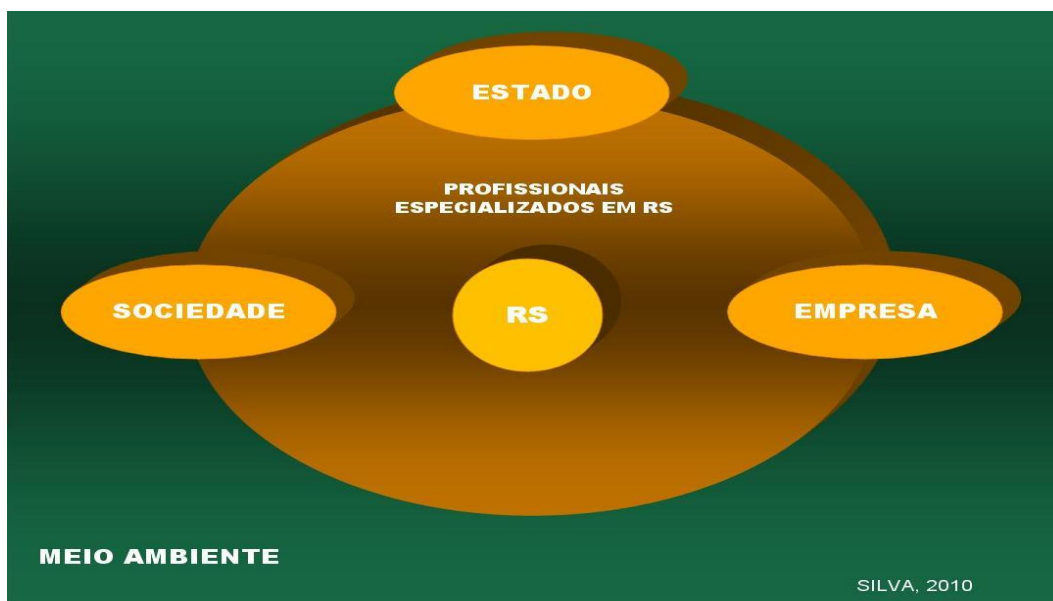 ESTADO
PROFISSIONAIS
ESPECIALIZADOS EM RS
SOCIEDADE
RS
EMPRESA
MEIO AMBIENTE
SILVA, 2010